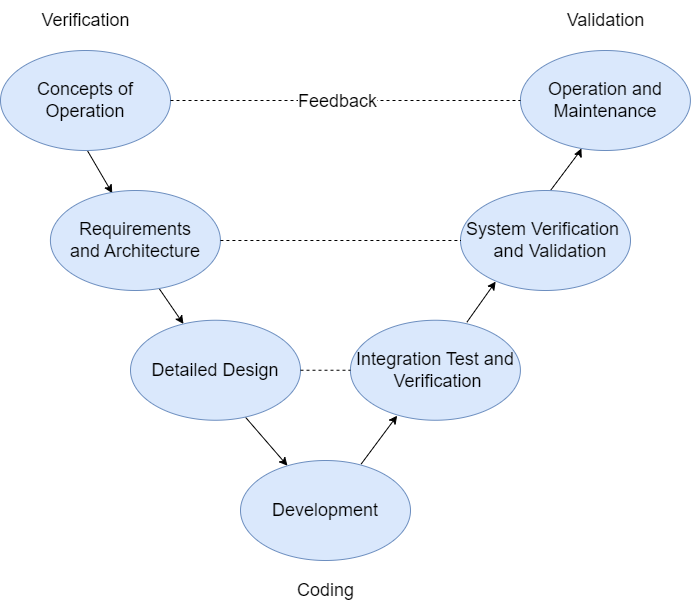 Verification
Validation
Concepts of
Operation
Feedback
Operation and
Maintenance
Requirements
and Architecture
System Verification
and Validation
Detailed Design
Integration Test and
Verification
Development
Coding